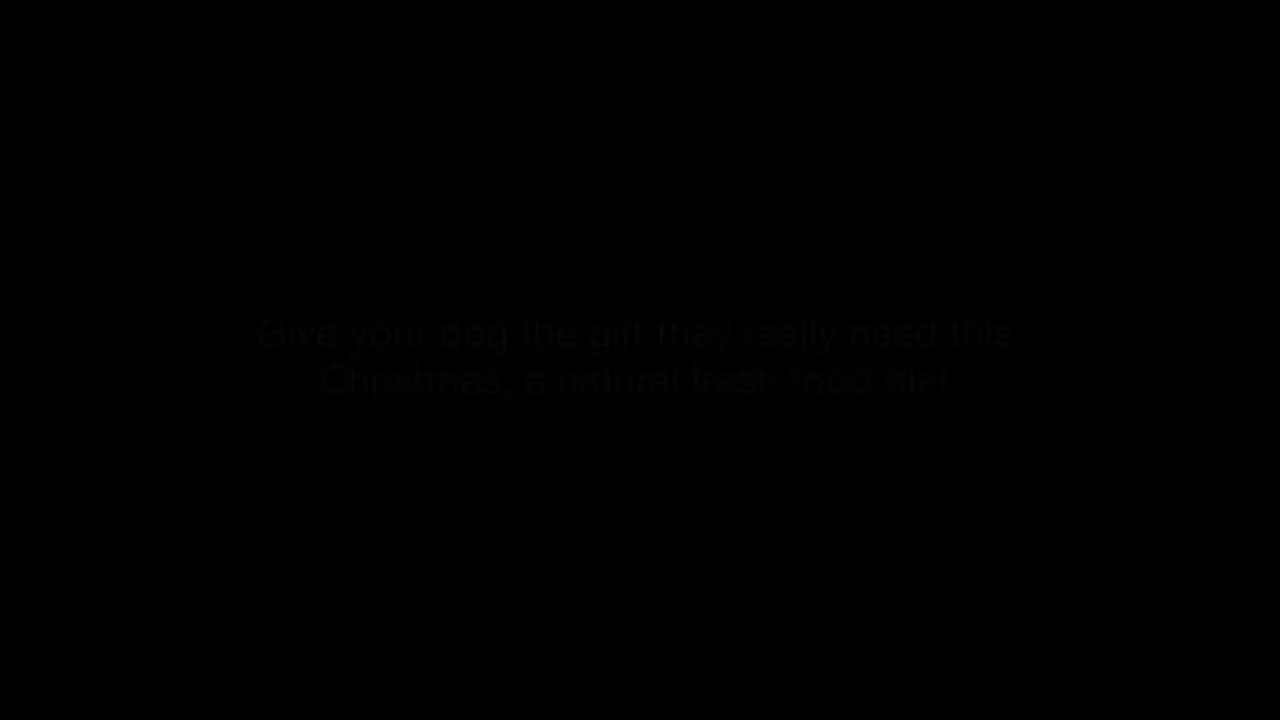 Give your dog the gift they really need this
Christmas, a natural fresh food diet.